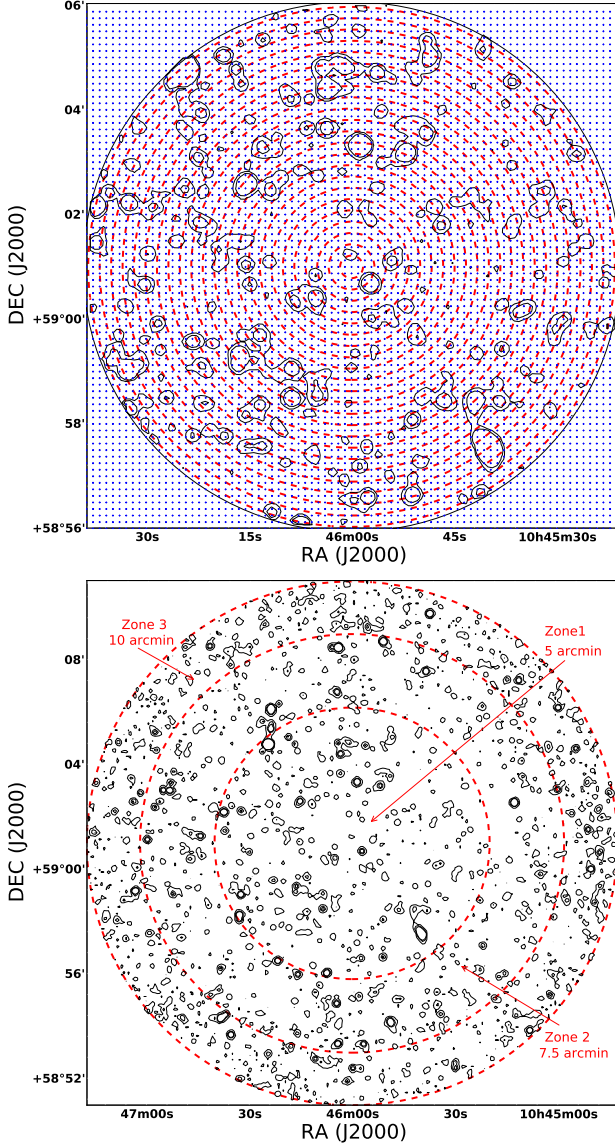 06'
04'
02'
+59°00'
58'
+58°56'
DEC (J2000)
30s
15s
46m00s
45s
10h45m30s
RA (J2000)
Zone 3
10 arcmin
Zone1
5 arcmin
08'
04'
+59°00'
56'
+58°52'
DEC (J2000)
Zone 2
7.5 arcmin
47m00s
30s
46m00s
30s
10h45m00s
RA (J2000)